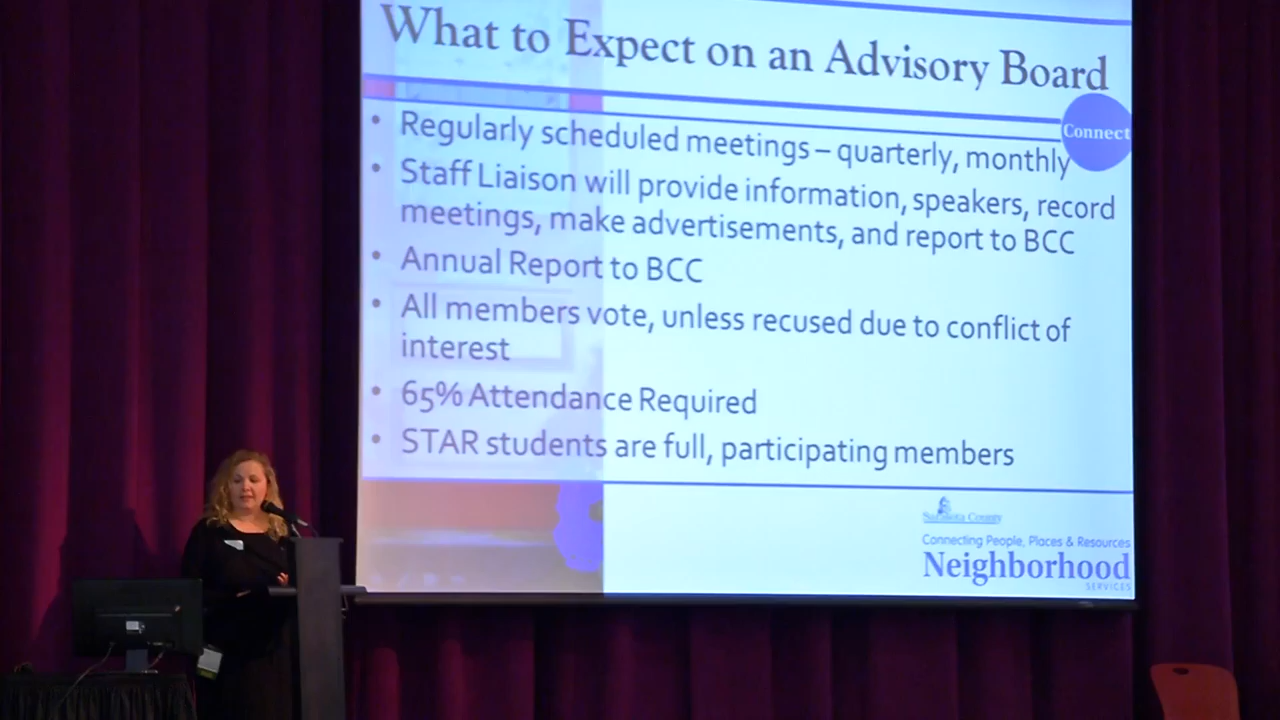 What to Expect on an Advisory Board
Connect
• Regularly scheduled meetings – quarterly, monthly
• Staff Liaison will provide information, speakers, record
meetings, make advertisements, and report to BCC
• Annual Report to BCC
• All members vote, unless recused due to conflict of
interest
• 65% Attendance Required
• STAR students are full, participating members
Sarasota County
Connecting People, Places & Resources
Neighborhood
SERVICES